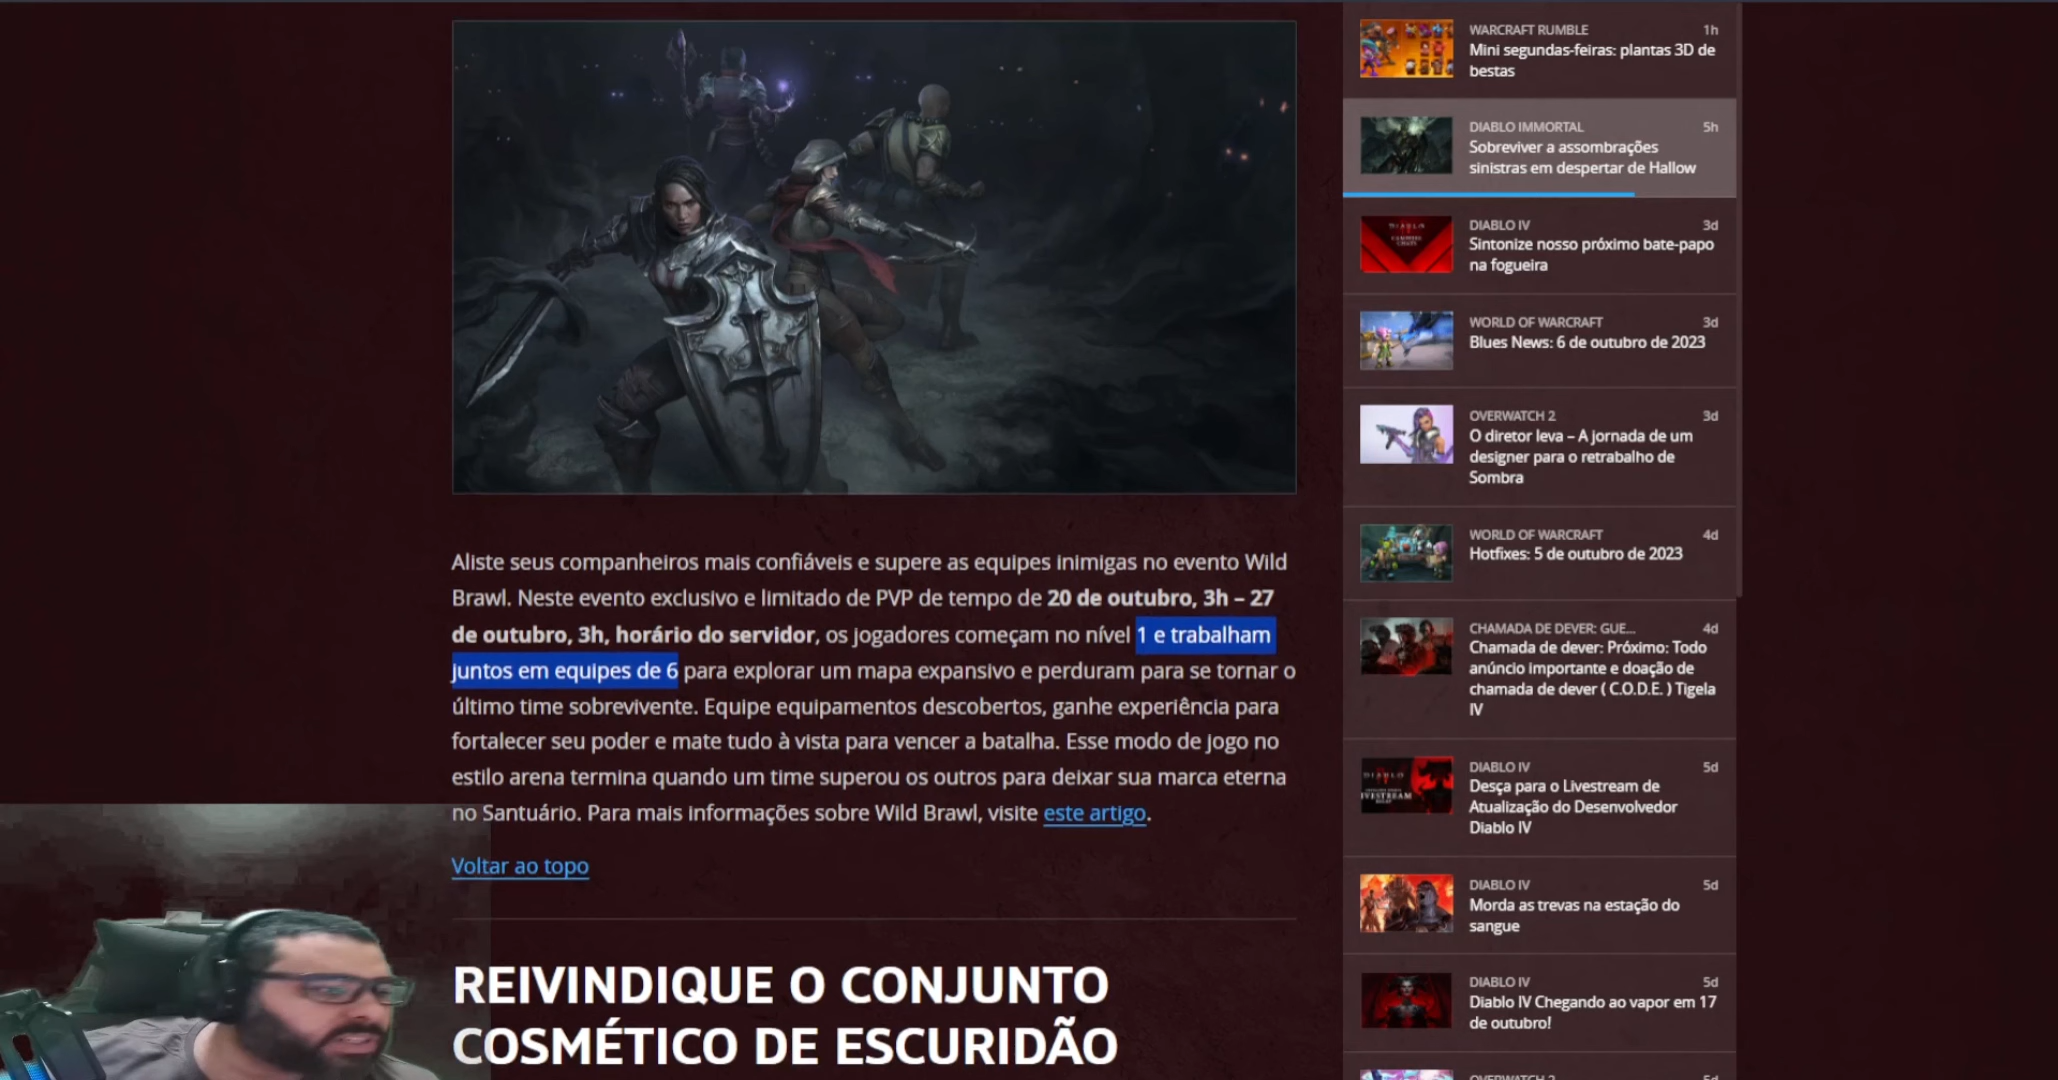 Aliste seus companheiros mais confiáveis e supere as equipes inimigas no evento Wild
Brawl. Neste evento exclusivo e limitado de PVP de tempo de 20 de outubro, 3h – 27
de outubro, 3h, horário do servidor, os jogadores começam no nível 1 e trabalham
juntos em equipes de 6 para explorar um mapa expansivo e perduram para se tornar o
último time sobrevivente. Equipe equipamentos descobertos, ganhe experiência para
fortalecer seu poder e mate tudo à vista para vencer a batalha. Esse modo de jogo no
estilo arena termina quando um time superou os outros para deixar sua marca eterna
no Santuário. Para mais informações sobre Wild Brawl, visite este artigo.
Voltar ao topo
REIVINDIQUE O CONJUNTO
COSMÉTICO DE ESCURIDÃO
WARCRAFT RUMBLE 1h
Mini segundas-feiras: plantas 3D de
bestas
DIABLO IMMORTAL 5h
Sobreviver a assombrações
sinistras em despertar de Hallow
DIABLO IV 3d
Sintonize nosso próximo bate-papo
na fogueira
WORLD OF WARCRAFT 3d
Blues News: 6 de outubro de 2023
OVERWATCH 2 3d
O diretor leva – A jornada de um
designer para o retrabalho de
Sombra
WORLD OF WARCRAFT 4d
Hotfixes: 5 de outubro de 2023
CHAMADA DE DEVER: GUE... 4d
Chamada de dever: Próximo: Todo
anúncio importante e doação de
chamada de dever ( C.O.D.E. ) Tigela
IV
DIABLO IV 5d
Desça para o Livestream de
Atualização do Desenvolvedor
Diablo IV
DIABLO IV 5d
Morda as trevas na estação do
sangue
DIABLO IV 5d
Diablo IV Chegando ao vapor em 17
de outubro!
OVERWATCH 2 5d